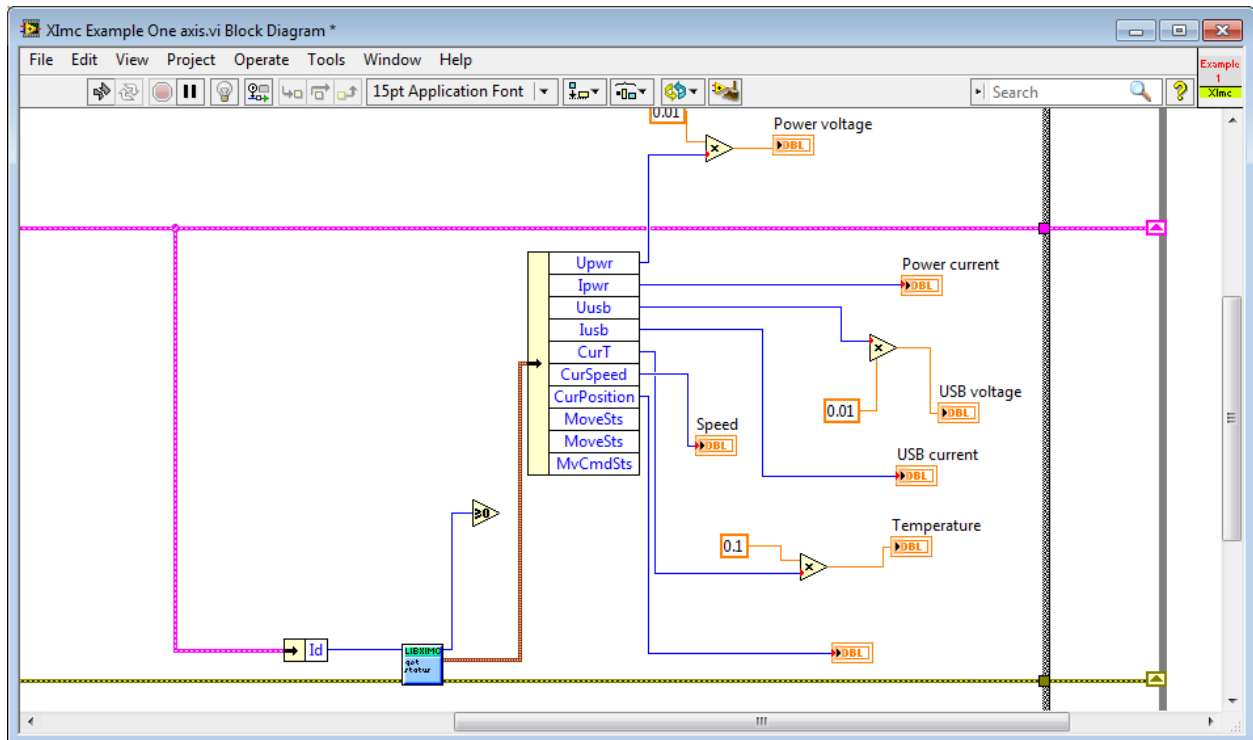 XImc Example One axis.vi Block Diagram *
File Edit View Project Operate Tools Window Help
15pt Application Font
Search
?
Example
1
XImc
0.01
Power voltage
x
DBL
Upwr
Ipwr
Uusb
Iusb
CurT
CurSpeed
CurPosition
MoveSts
MoveSts
MvCmdSts
Power current
DBL
x
0.01
USB voltage
DBL
Speed
DBL
USB current
DBL
≥0
Temperature
0.1
DBL
x
Id
LIBXIMC
get
status
DBL